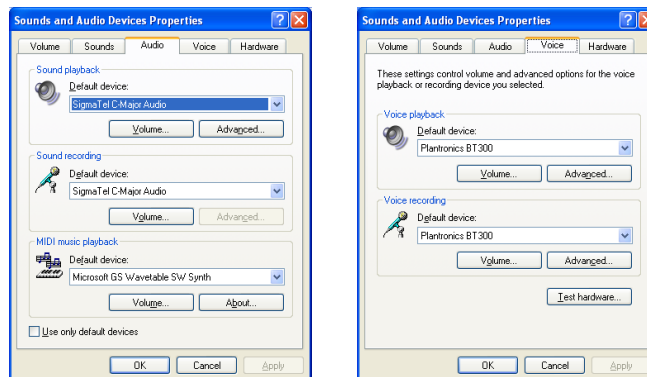 Sounds and Audio Devices Properties
Volume Sounds Audio Voice Hardware
Sound playback
Default device:
SigmaTel C-Major Audio
Volume... Advanced...
Sound recording
Default device:
SigmaTel C-Major Audio
Volume... Advanced...
MIDI music playback
Default device:
Microsoft GS Wavetable SW Synth
Volume... About...
Use only default devices
OK Cancel Apply
Sounds and Audio Devices Properties
Volume Sounds Audio Voice Hardware
These settings control volume and advanced options for the voice
playback or recording device you selected.
Voice playback
Default device:
Plantronics BT300
Volume... Advanced...
Voice recording
Default device:
Plantronics BT300
Volume... Advanced...
Test hardware...
OK Cancel Apply